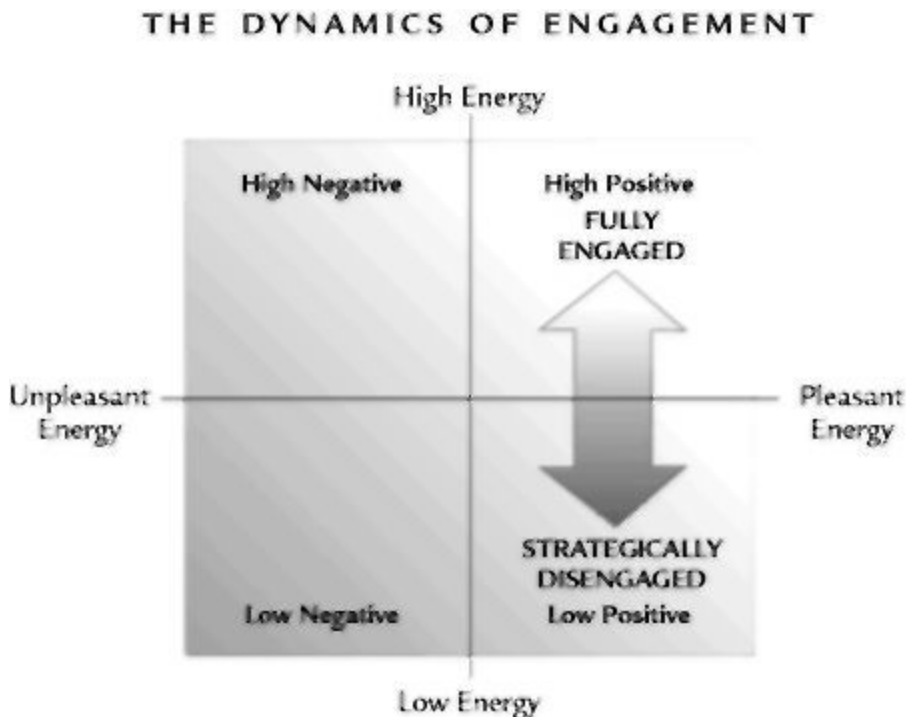 THE DYNAMICS OF ENGAGEMENT
High Energy
High Negative
High Positive
FULLY
ENGAGED
Unpleasant
Energy
Pleasant
Energy
STRATEGICALLY
DISENGAGED
Low Negative
Low Positive
Low Energy